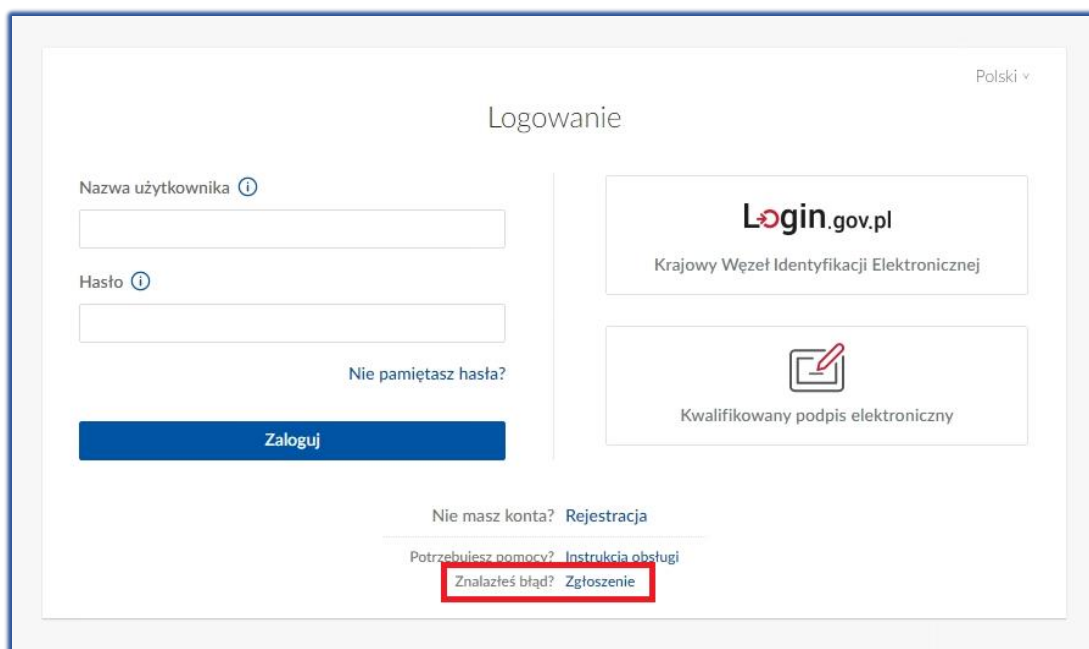 Polski
Logowanie
Nazwa użytkownika
Hasło
Nie pamiętasz hasła?
Zaloguj
Login.gov.pl
Krajowy Węzeł Identyfikacji Elektronicznej
Kwalifikowany podpis elektroniczny
Nie masz konta? Rejestracja
Potrzebujesz pomocy? Instrukcja obsługi
Znalazłeś błąd? Zgłoszenie